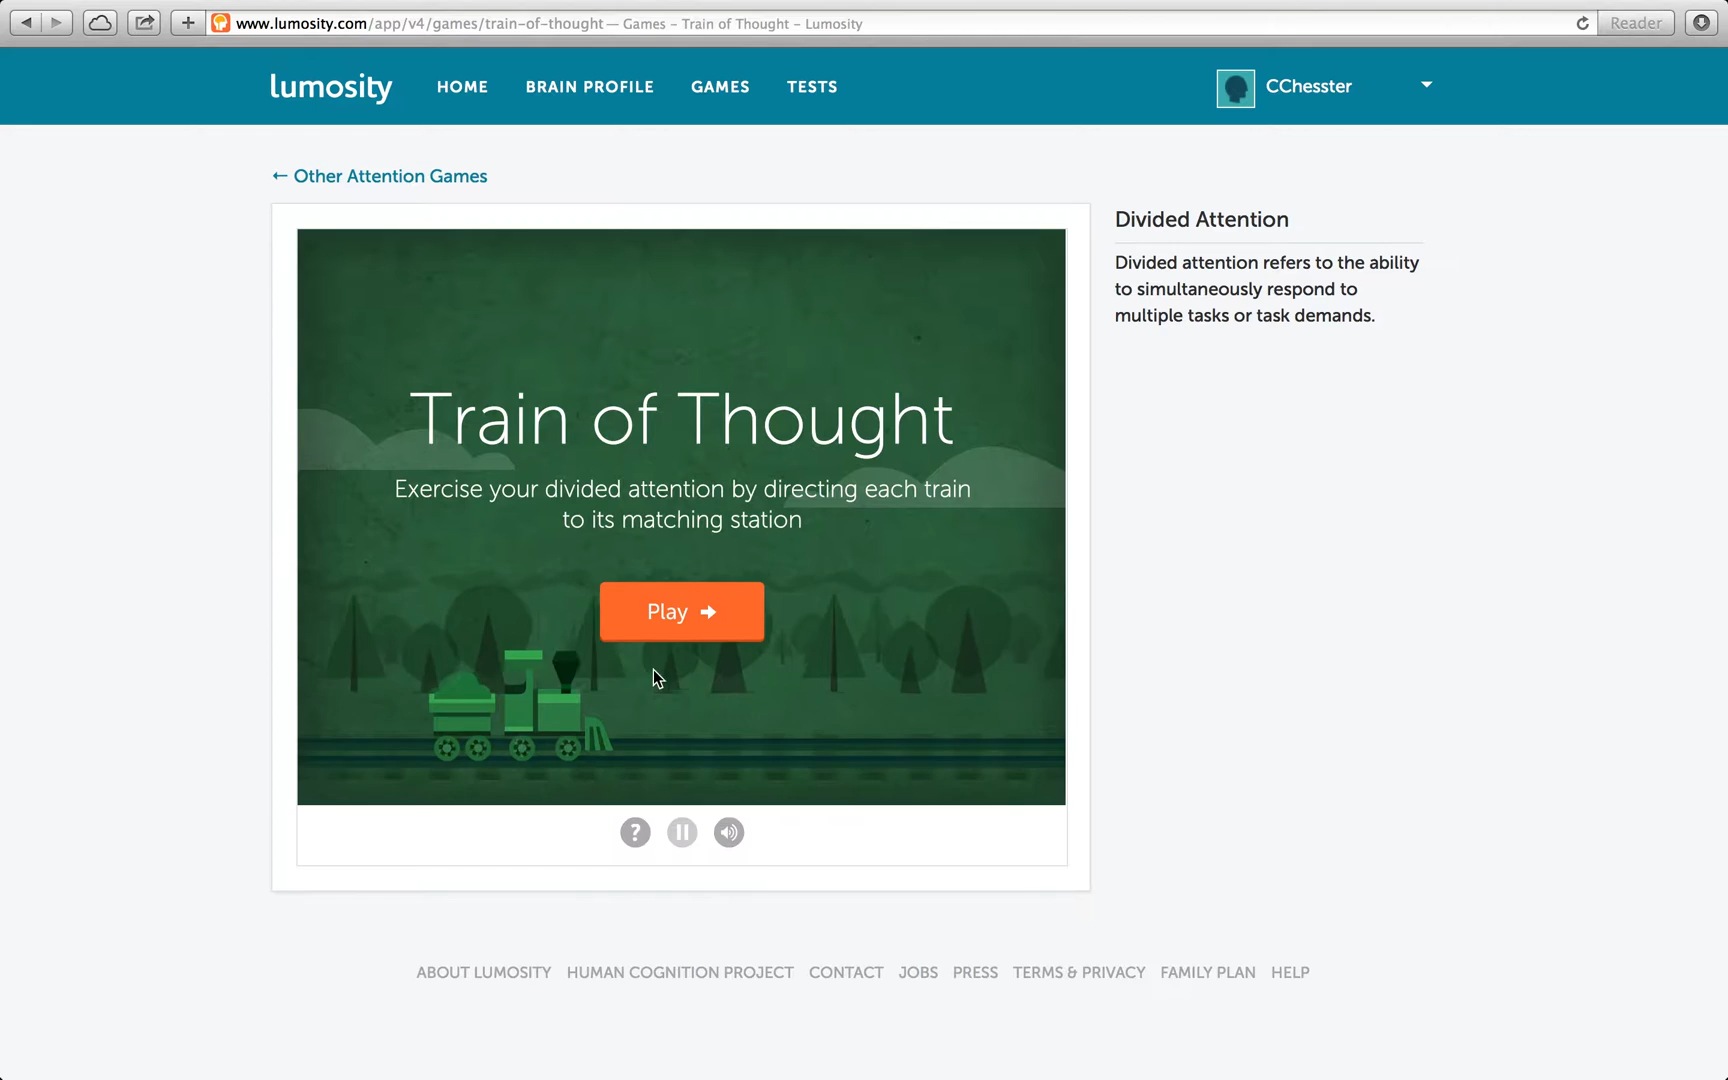 www.lumosity.com/app/v4/games/train-of-thought — Games – Train of Thought – Lumosity
Reader
lumosity
HOME
BRAIN PROFILE
GAMES
TESTS
CChesster
← Other Attention Games
Train of Thought
Exercise your divided attention by directing each train
to its matching station
Play
?
Divided Attention
Divided attention refers to the ability
to simultaneously respond to
multiple tasks or task demands.
ABOUT LUMOSITY HUMAN COGNITION PROJECT CONTACT JOBS PRESS TERMS & PRIVACY FAMILY PLAN HELP